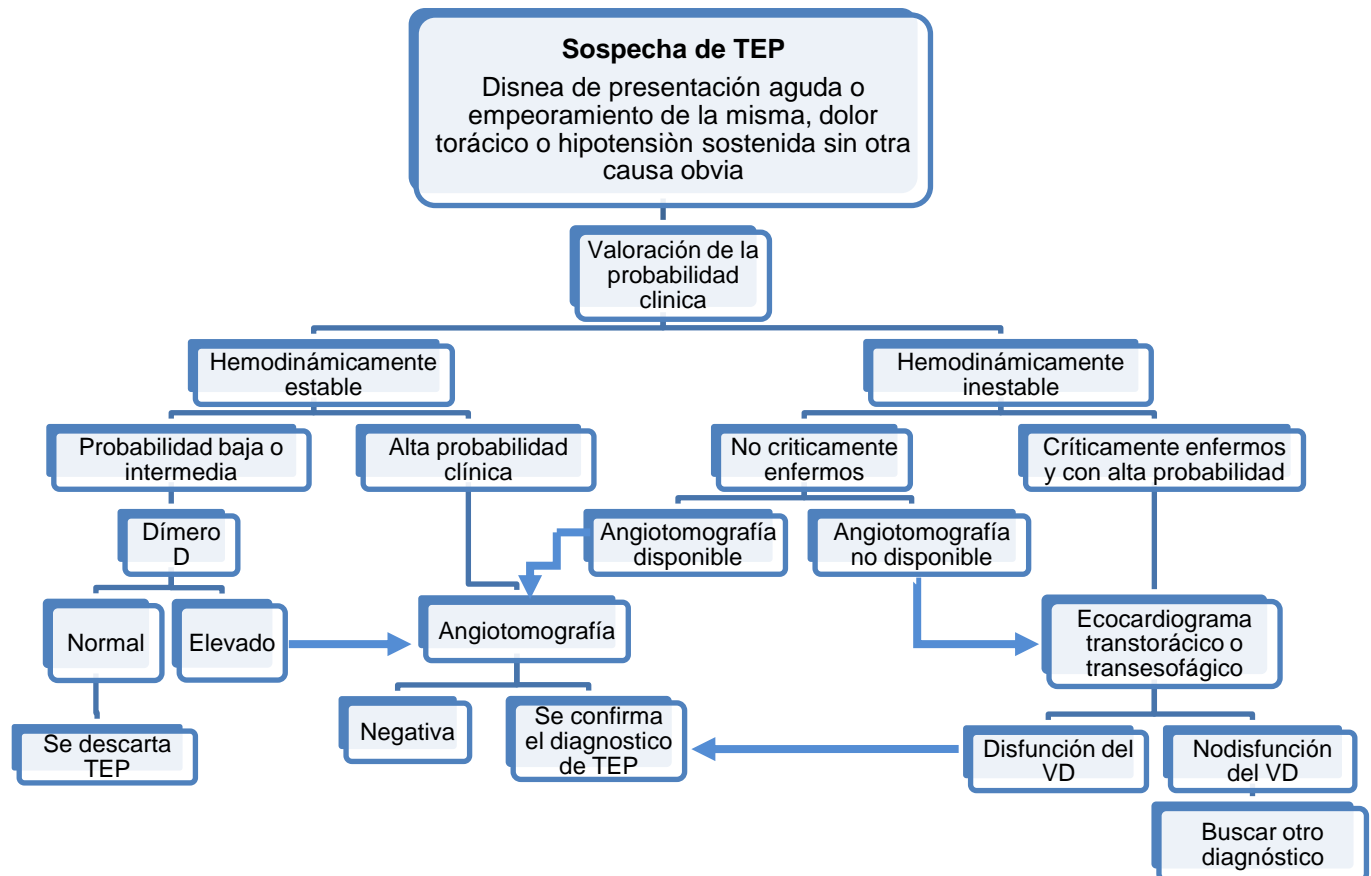 Sospecha de TEP
Disnea de presentación aguda o
empeoramiento de la misma, dolor
torácico o hipotensiòn sostenida sin otra
causa obvia
Valoración de la
probabilidad
clinica
Hemodinámicamente
estable
Hemodinámicamente
inestable
Probabilidad baja o
intermedia
Alta probabilidad
clínica
No criticamente
enfermos
Críticamente enfermos
y con alta probabilidad
Dímero
D
Angiotomografía
disponible
Angiotomografía
no disponible
Normal
Elevado
Angiotomografía
Ecocardiograma
transtorácico o
transesofágico
Se descarta
TEP
Negativa
Se confirma
el diagnostico
de TEP
Disfunción del
VD
Nodisfunción
del VD
Buscar otro
diagnóstico